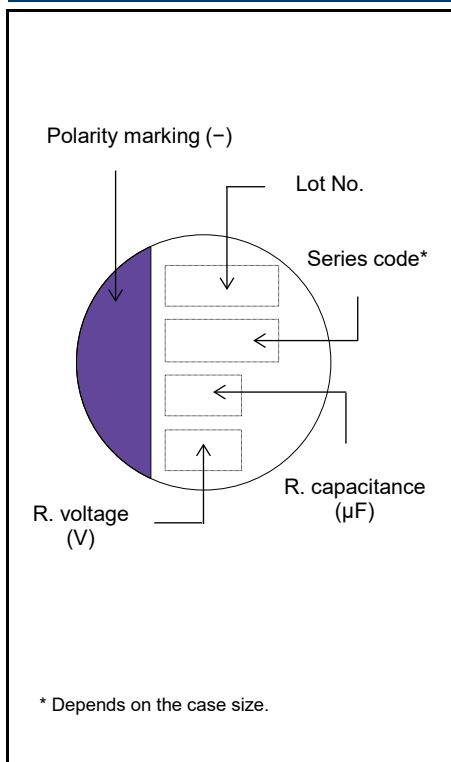 Polarity marking (−)
Lot No.
Series code*
R. capacitance
(µF)
R. voltage
(V)
* Depends on the case size.